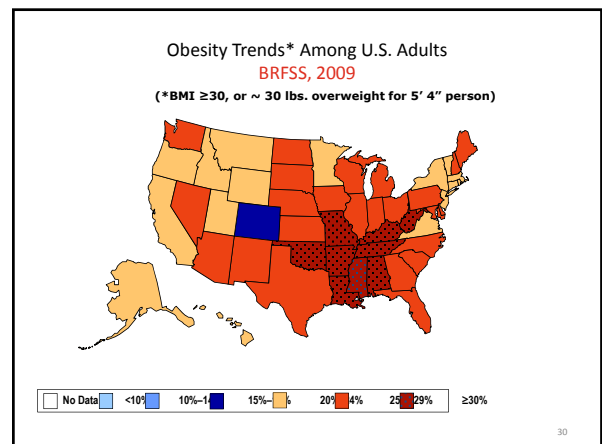 Obesity Trends* Among U.S. Adults
BRFSS, 2009
(*BMI ≥30, or ~ 30 lbs. overweight for 5’ 4” person)
No Data <10% 10%–1 15%– % 20% 4% 25 29% ≥30%
30